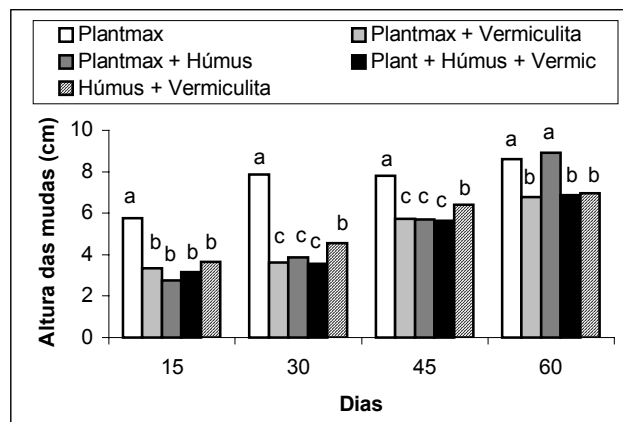 Plantmax Plantmax + Vermiculita
Plantmax + Húmus Plant + Húmus + Vermic
Húmus + Vermiculita
Altura das mudas (cm)
10
8
6
4
2
0
a b b b b
a c c c b
a c c c b
a b a b b
15 30 45 60
Dias